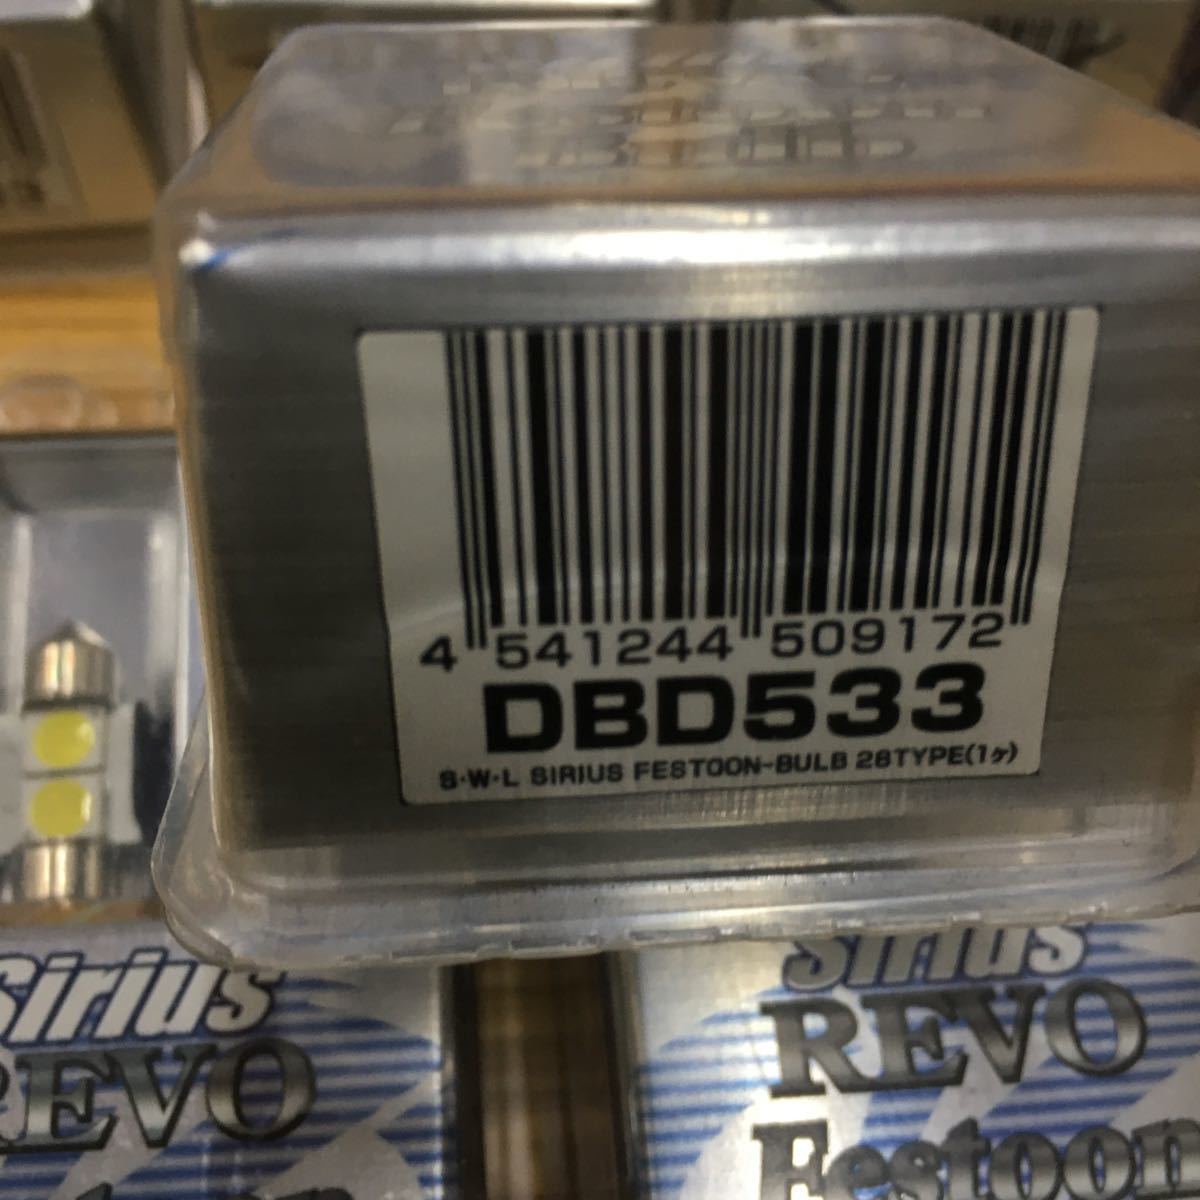 4 541244 509172
DBD533
S・W・L SIRIUS FESTOON-BULB 28TYPE(1ヶ)
Sirius
REVO
Sirius
REVO
Festoon